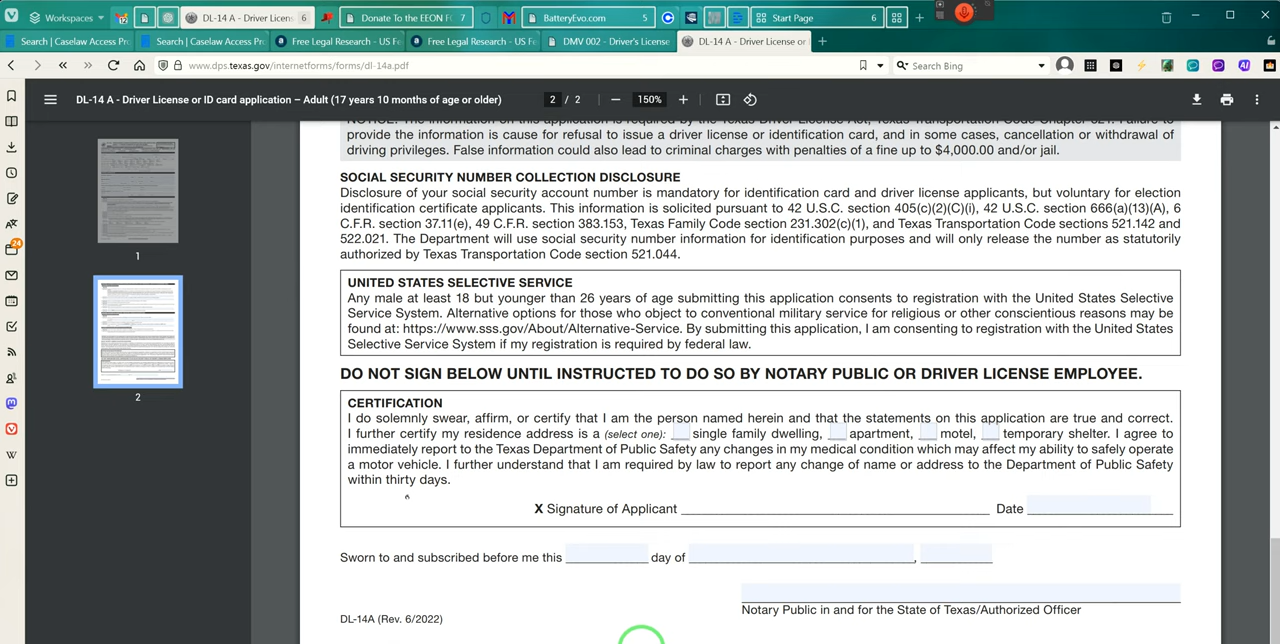 Workspaces
DL-14 A - Driver Licens 6
Donate To the EEON F 7
BatteryEvo.com 5
Start Page 6
Search | Caselaw Access Pr
Search | Caselaw Access Pr
Free Legal Research - US F
Free Legal Research - US F
DMV 002 - Driver's License
DL-14 A - Driver License or
www.dps.texas.gov/internetforms/forms/dl-14a.pdf
Search Bing
DL-14 A - Driver License or ID card application – Adult (17 years 10 months of age or older)
2 / 2
150%
1
2
24
provide the information is cause for refusal to issue a driver license or identification card, and in some cases, cancellation or withdrawal of
driving privileges. False information could also lead to criminal charges with penalties of a fine up to $4,000.00 and/or jail.
SOCIAL SECURITY NUMBER COLLECTION DISCLOSURE
Disclosure of your social security account number is mandatory for identification card and driver license applicants, but voluntary for election
identification certificate applicants. This information is solicited pursuant to 42 U.S.C. section 405(c)(2)(C)(i), 42 U.S.C. section 666(a)(13)(A), 6
C.F.R. section 37.11(e), 49 C.F.R. section 383.153, Texas Family Code section 231.302(c)(1), and Texas Transportation Code sections 521.142 and
522.021. The Department will use social security number information for identification purposes and will only release the number as statutorily
authorized by Texas Transportation Code section 521.044.
UNITED STATES SELECTIVE SERVICE
Any male at least 18 but younger than 26 years of age submitting this application consents to registration with the United States Selective
Service System. Alternative options for those who object to conventional military service for religious or other conscientious reasons may be
found at: https://www.sss.gov/About/Alternative-Service. By submitting this application, I am consenting to registration with the United States
Selective Service System if my registration is required by federal law.
DO NOT SIGN BELOW UNTIL INSTRUCTED TO DO SO BY NOTARY PUBLIC OR DRIVER LICENSE EMPLOYEE.
CERTIFICATION
I do solemnly swear, affirm, or certify that I am the person named herein and that the statements on this application are true and correct.
I further certify my residence address is a (select one): single family dwelling, apartment, motel, temporary shelter. I agree to
immediately report to the Texas Department of Public Safety any changes in my medical condition which may affect my ability to safely operate
a motor vehicle. I further understand that I am required by law to report any change of name or address to the Department of Public Safety
within thirty days.
X Signature of Applicant Date
Sworn to and subscribed before me this day of ,
Notary Public in and for the State of Texas/Authorized Officer
DL-14A (Rev. 6/2022)